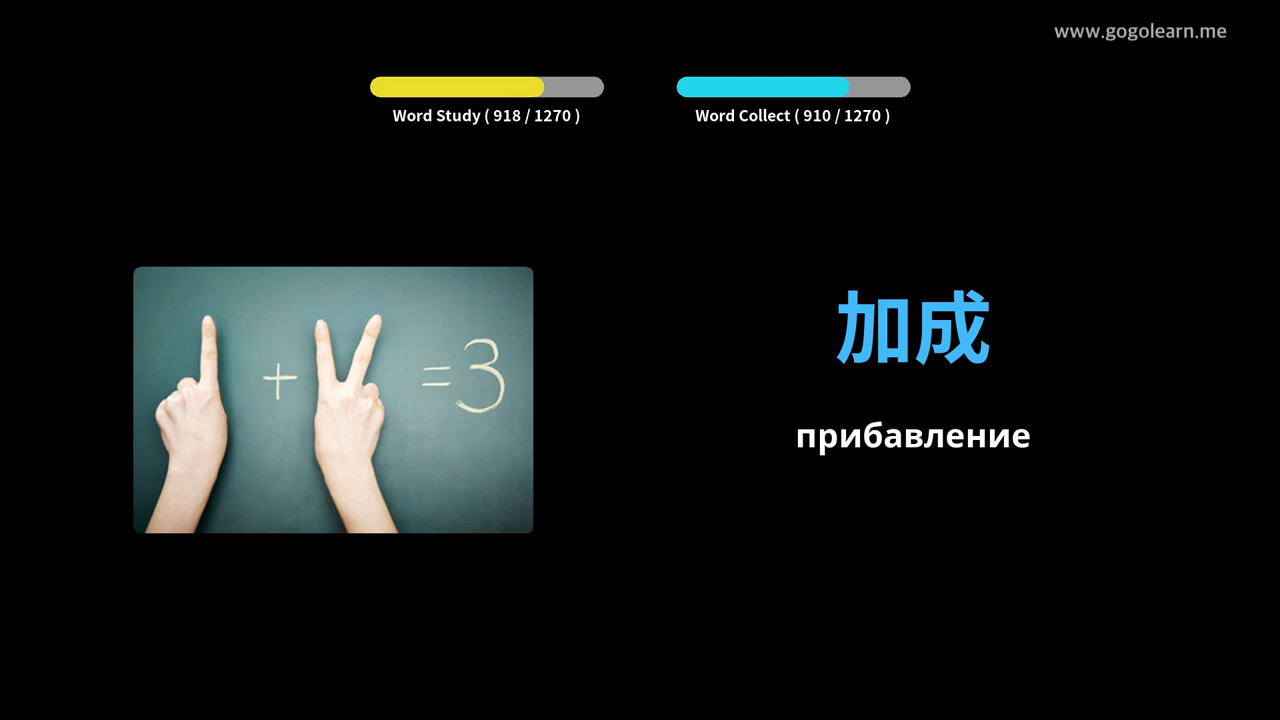 www.gogolearn.me
Word Study ( 918 / 1270 )
Word Collect ( 910 / 1270 )
+ =3
加成
прибавление